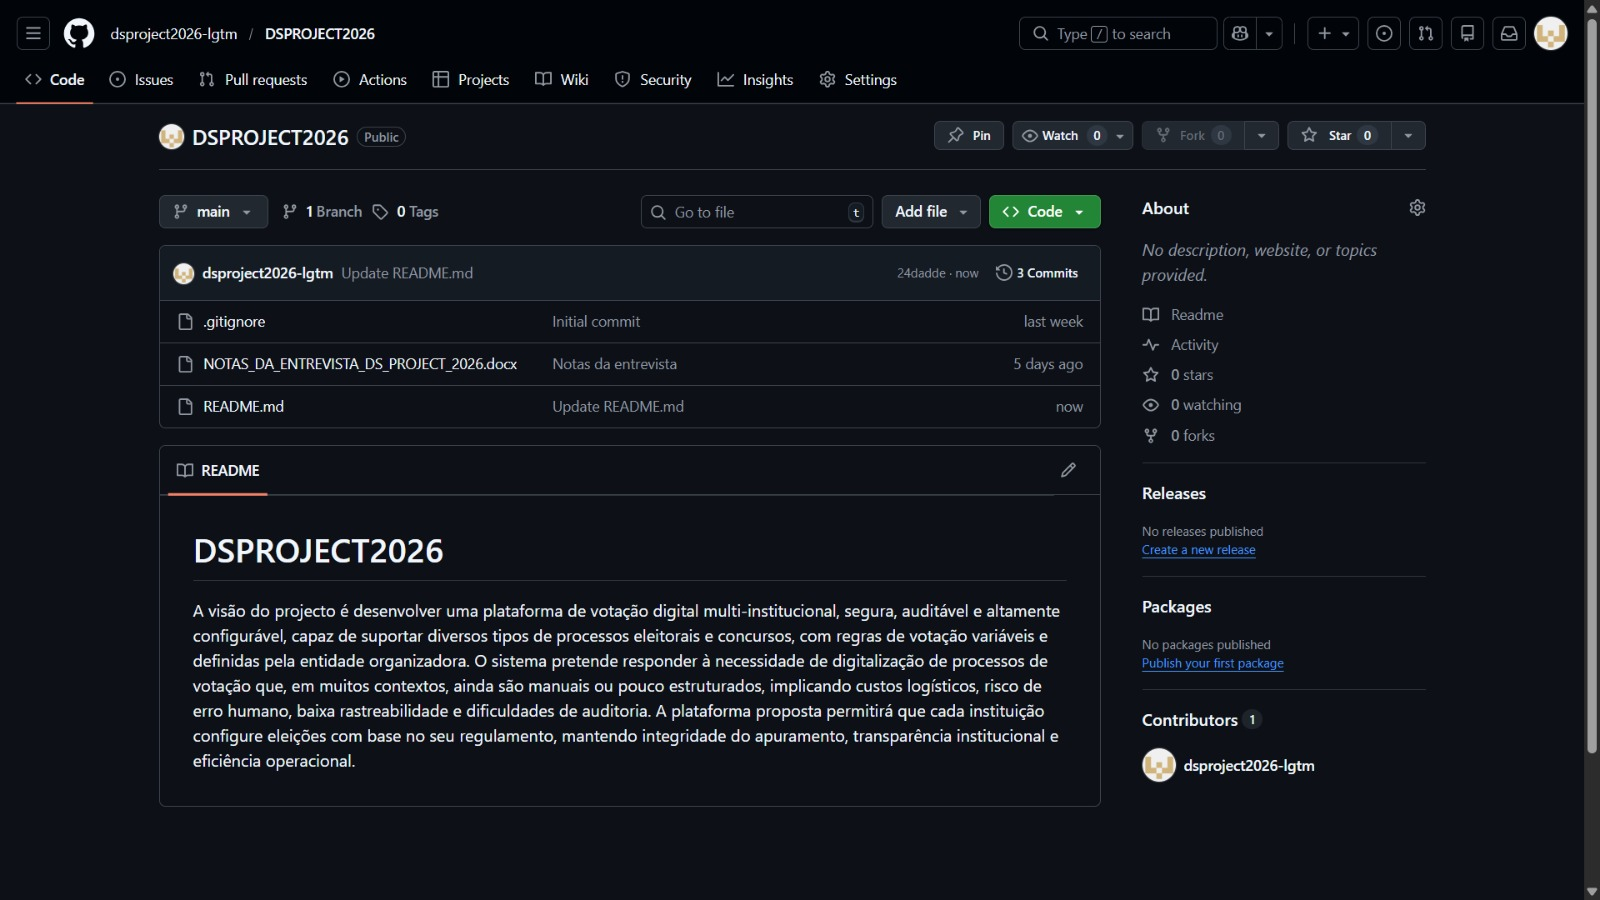 dsproject2026-lgtm / DSPROJECT2026
Type / to search
Code
Issues
Pull requests
Actions
Projects
Wiki
Security
Insights
Settings
DSPROJECT2026 Public
Pin
Watch 0
Fork 0
Star 0
main
1 Branch
0 Tags
Go to file t
Add file
Code
dsproject2026-lgtm Update README.md 24dadde · now 3 Commits
.gitignore Initial commit last week
NOTAS_DA_ENTREVISTA_DS_PROJECT_2026.docx Notas da entrevista 5 days ago
README.md Update README.md now
README
DSPROJECT2026
A visão do projecto é desenvolver uma plataforma de votação digital multi-institucional, segura, auditável e altamente
configurável, capaz de suportar diversos tipos de processos eleitorais e concursos, com regras de votação variáveis e
definidas pela entidade organizadora. O sistema pretende responder à necessidade de digitalização de processos de
votação que, em muitos contextos, ainda são manuais ou pouco estruturados, implicando custos logísticos, risco de
erro humano, baixa rastreabilidade e dificuldades de auditoria. A plataforma proposta permitirá que cada instituição
configure eleições com base no seu regulamento, mantendo integridade do apuramento, transparência institucional e
eficiência operacional.
About
No description, website, or topics
provided.
Readme
Activity
0 stars
0 watching
0 forks
Releases
No releases published
Create a new release
Packages
No packages published
Publish your first package
Contributors 1
dsproject2026-lgtm